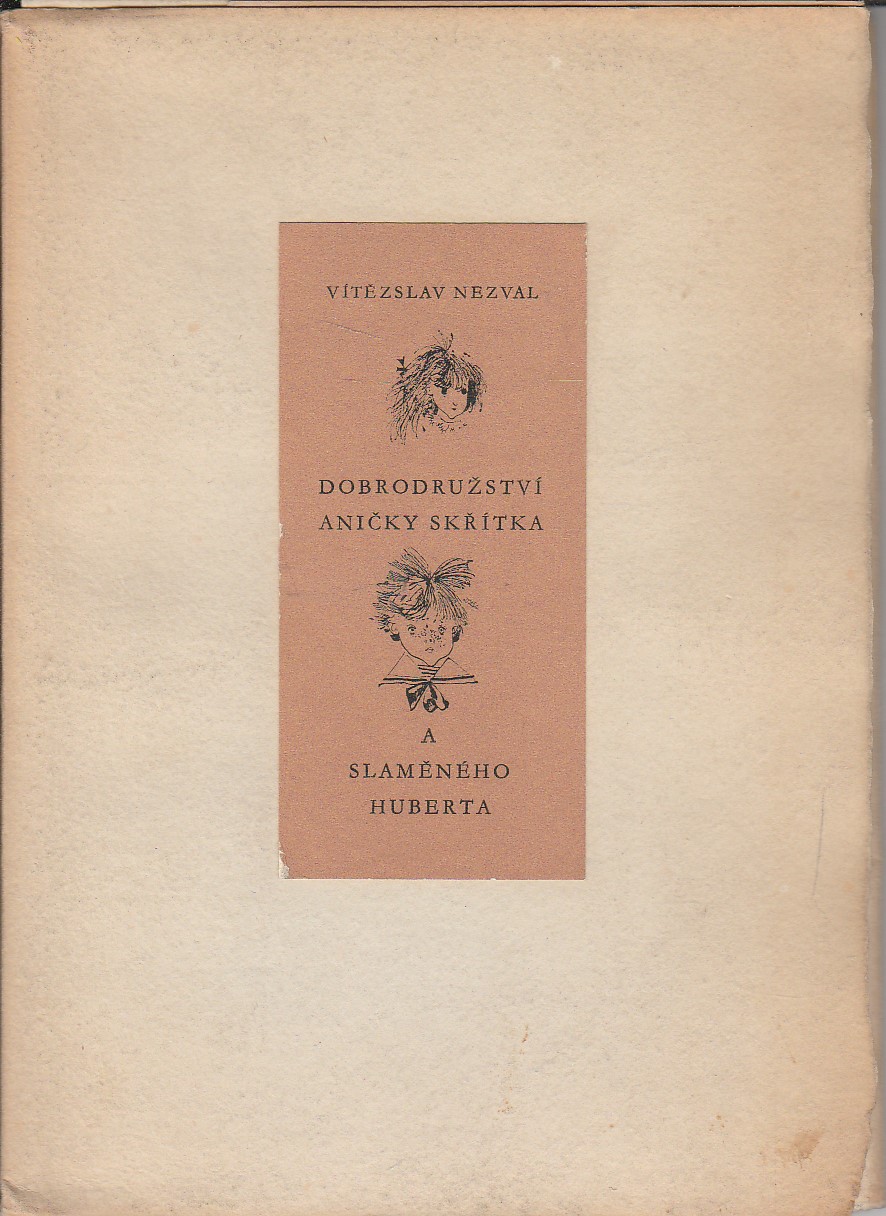 VÍTĚZSLAV NEZVAL
DOBRODRUŽSTVÍ
ANIČKY SKŘÍTKA
A
SLAMĚNÉHO
HUBERTA